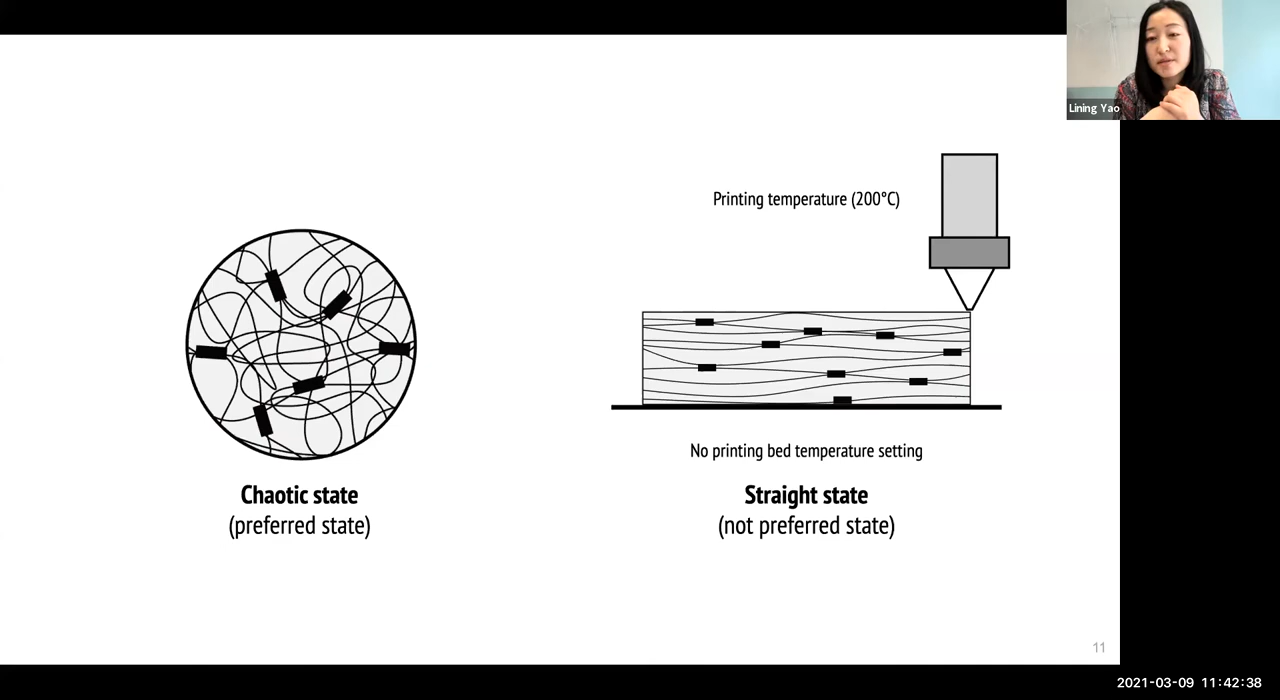 Lining Yao
Printing temperature (200°C)
No printing bed temperature setting
Chaotic state
(preferred state)
Straight state
(not preferred state)
11
2021-03-09 11:42:38